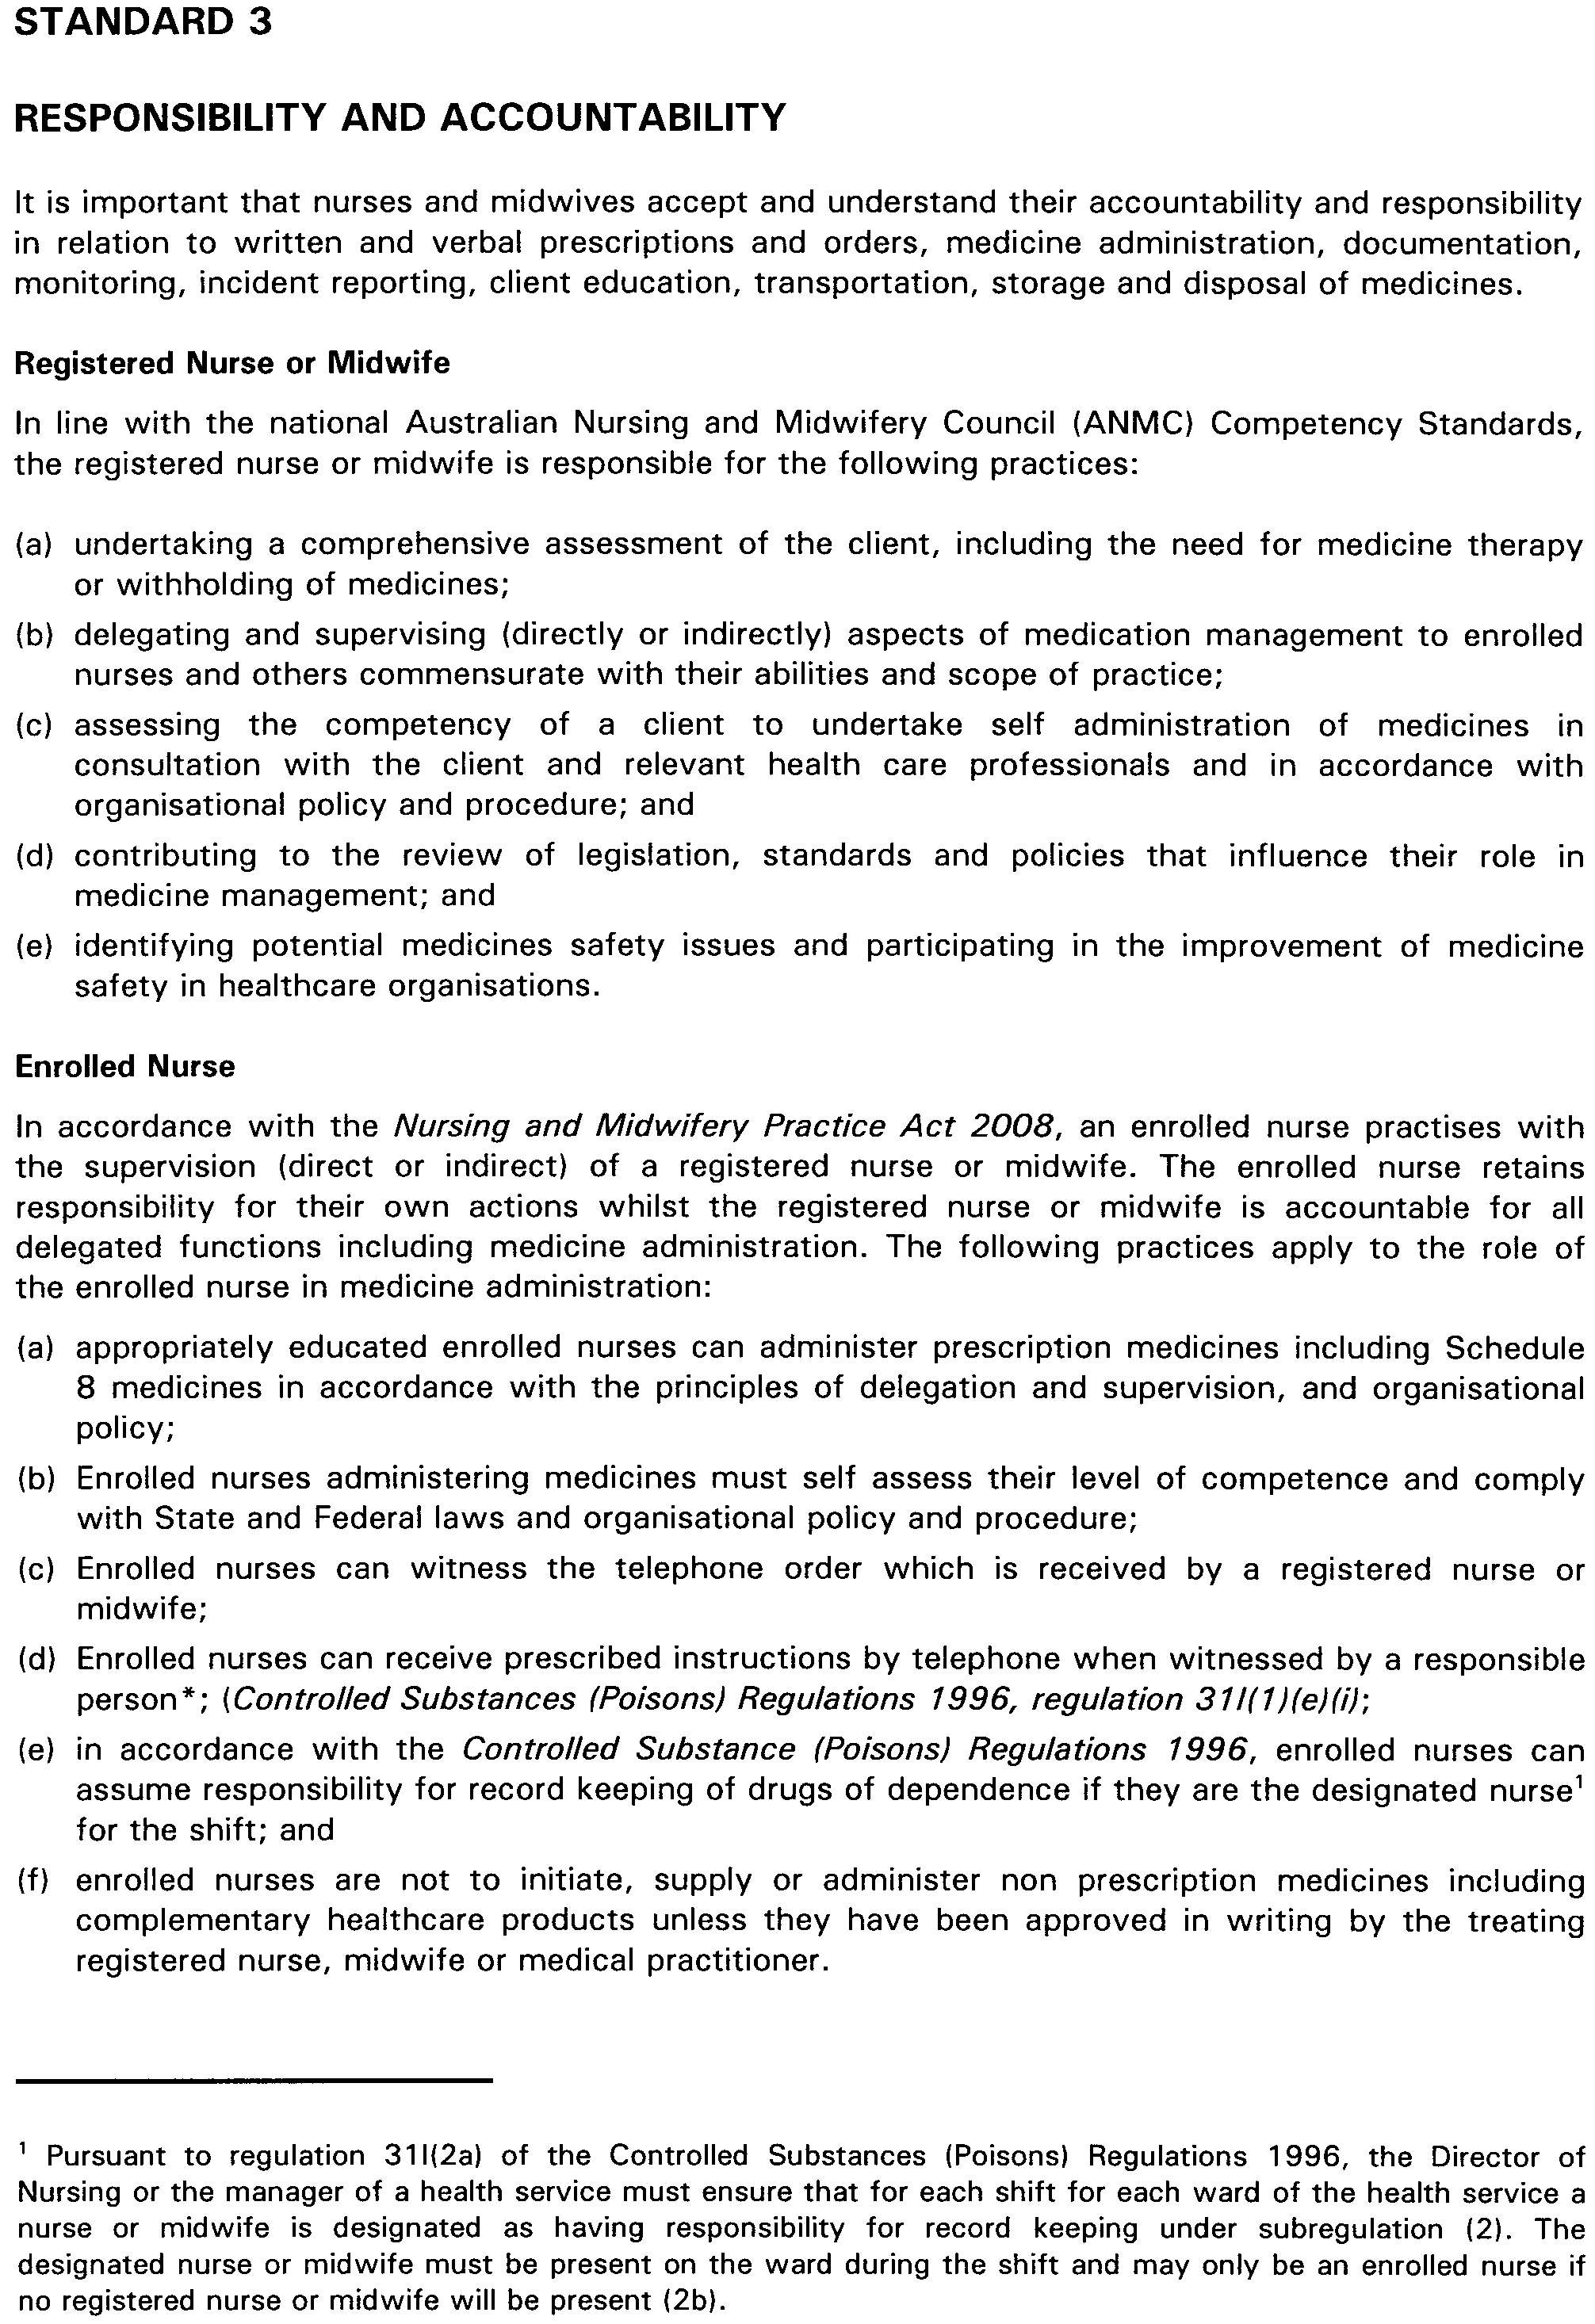 STANDARD 3
RESPONSIBILITY AND ACCOUNTABILITY
It is important that nurses and midwives accept and understand their accountability and responsibility
in relation to written and verbal prescriptions and orders, medicine administration, documentation,
monitoring, incident reporting, client education, transportation, storage and disposal of medicines.
Registered Nurse or Midwife
In line with the national Australian Nursing and Midwifery Council (ANMC) Competency Standards,
the registered nurse or midwife is responsible for the following practices:
(a) undertaking a comprehensive assessment of the client, including the need for medicine therapy
or withholding of medicines;
(b) delegating and supervising (directly or indirectly) aspects of medication management to enrolled
nurses and others commensurate with their abilities and scope of practice;
(c) assessing the competency of a client to undertake self administration of medicines in
consultation with the client and relevant health care professionals and in accordance with
organisational policy and procedure; and
(d) contributing to the review of legislation, standards and policies that influence their role in
medicine management; and
(e) identifying potential medicines safety issues and participating in the improvement of medicine
safety in healthcare organisations.
Enrolled Nurse
In accordance with the Nursing and Midwifery Practice Act 2008, an enrolled nurse practises with
the supervision (direct or indirect) of a registered nurse or midwife. The enrolled nurse retains
responsibility for their own actions whilst the registered nurse or midwife is accountable for all
delegated functions including medicine administration. The following practices apply to the role of
the enrolled nurse in medicine administration:
(a) appropriately educated enrolled nurses can administer prescription medicines including Schedule
8 medicines in accordance with the principles of delegation and supervision, and organisational
policy;
(b) Enrolled nurses administering medicines must self assess their level of competence and comply
with State and Federal laws and organisational policy and procedure;
(c) Enrolled nurses can witness the telephone order which is received by a registered nurse or
midwife;
(d) Enrolled nurses can receive prescribed instructions by telephone when witnessed by a responsible
person*; (Controlled Substances (Poisons) Regulations 1996, regulation 31I(1)(e)(i);
(e) in accordance with the Controlled Substance (Poisons) Regulations 1996, enrolled nurses can
assume responsibility for record keeping of drugs of dependence if they are the designated nurse¹
for the shift; and
(f) enrolled nurses are not to initiate, supply or administer non prescription medicines including
complementary healthcare products unless they have been approved in writing by the treating
registered nurse, midwife or medical practitioner.
¹ Pursuant to regulation 31I(2a) of the Controlled Substances (Poisons) Regulations 1996, the Director of
Nursing or the manager of a health service must ensure that for each shift for each ward of the health service a
nurse or midwife is designated as having responsibility for record keeping under subregulation (2). The
designated nurse or midwife must be present on the ward during the shift and may only be an enrolled nurse if
no registered nurse or midwife will be present (2b).